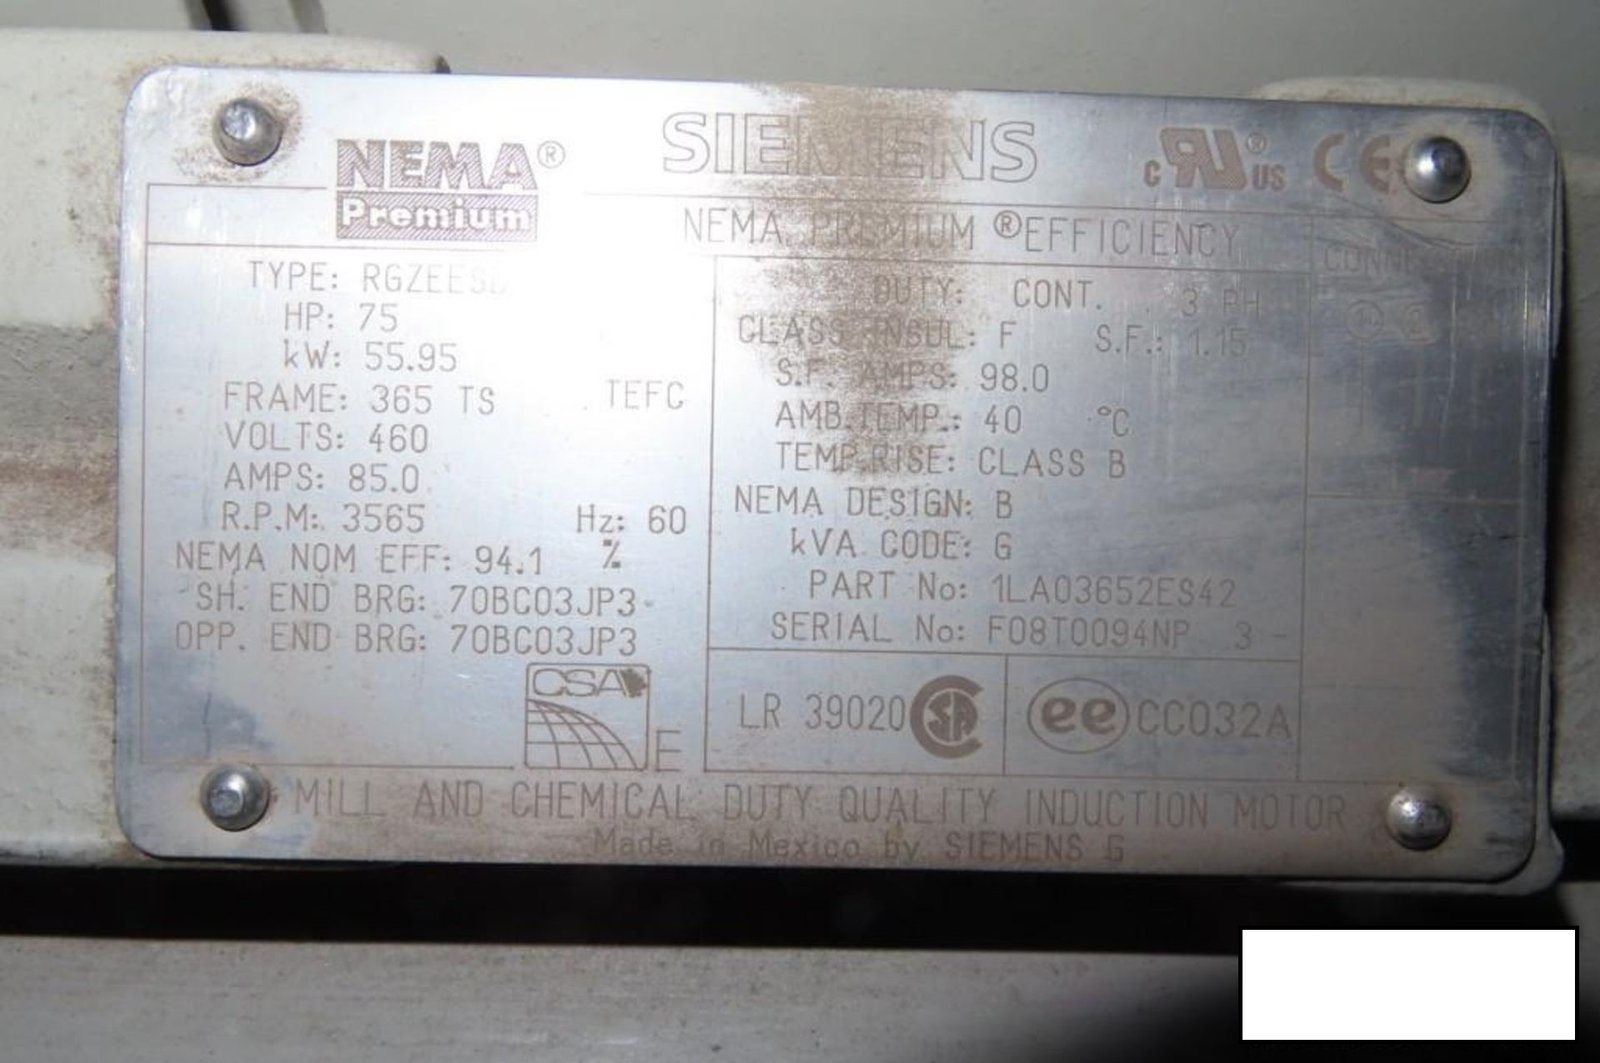 NEMA® Premium
SIEMENS
c RU® US CE
NEMA PREMIUM ®EFFICIENCY
TYPE: RGZEESD
HP: 75
kW: 55.95
FRAME: 365 TS TEFC
VOLTS: 460
AMPS: 85.0
R.P.M: 3565 Hz: 60
NEMA NOM EFF: 94.1 %
SH. END BRG: 70BC03JP3
OPP. END BRG: 70BC03JP3
CSA E
DUTY: CONT. 3 PH
CLASS INSUL: F S.F.: 1.15
S.F. AMPS: 98.0
AMB.TEMP.: 40 °C
TEMP.RISE: CLASS B
NEMA DESIGN: B
kVA CODE: G
PART No: 1LA03652ES42
SERIAL No: F08T0094NP 3
LR 39020 SA
ee CC032A
MILL AND CHEMICAL DUTY QUALITY INDUCTION MOTOR
Made in Mexico by SIEMENS G